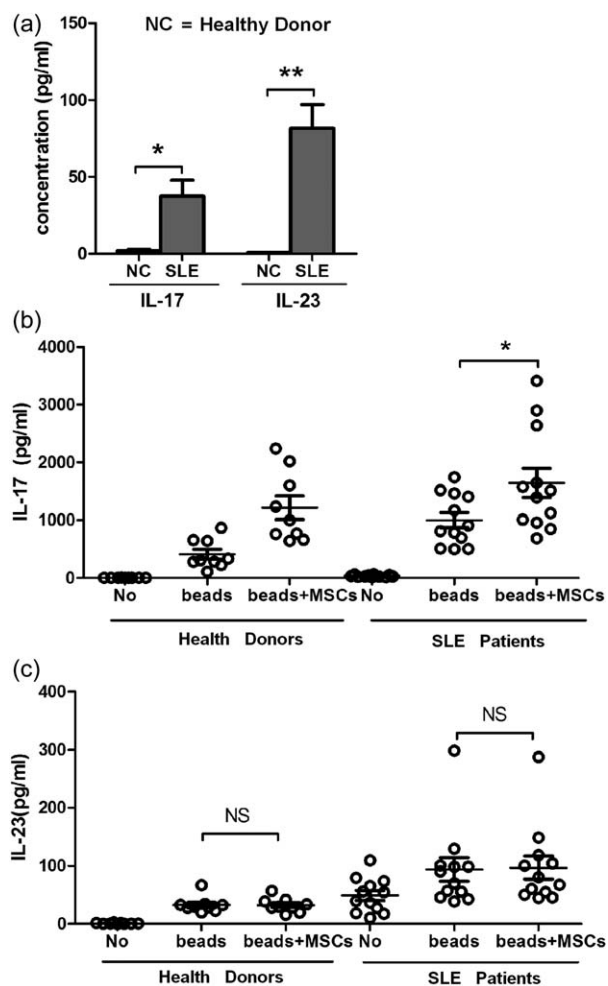 (a)
NC = Healthy Donor
concentration (pg/ml)
150
100
50
0
*
**
NC SLE NC SLE
IL-17 IL-23
(b)
IL-17 (pg/ml)
4000
3000
2000
1000
0
*
No beads beads+MSCs No beads beads+MSCs
Health Donors SLE Patients
(c)
IL-23(pg/ml)
400
300
200
100
0
NS
NS
No beads beads+MSCs No beads beads+MSCs
Health Donors SLE Patients